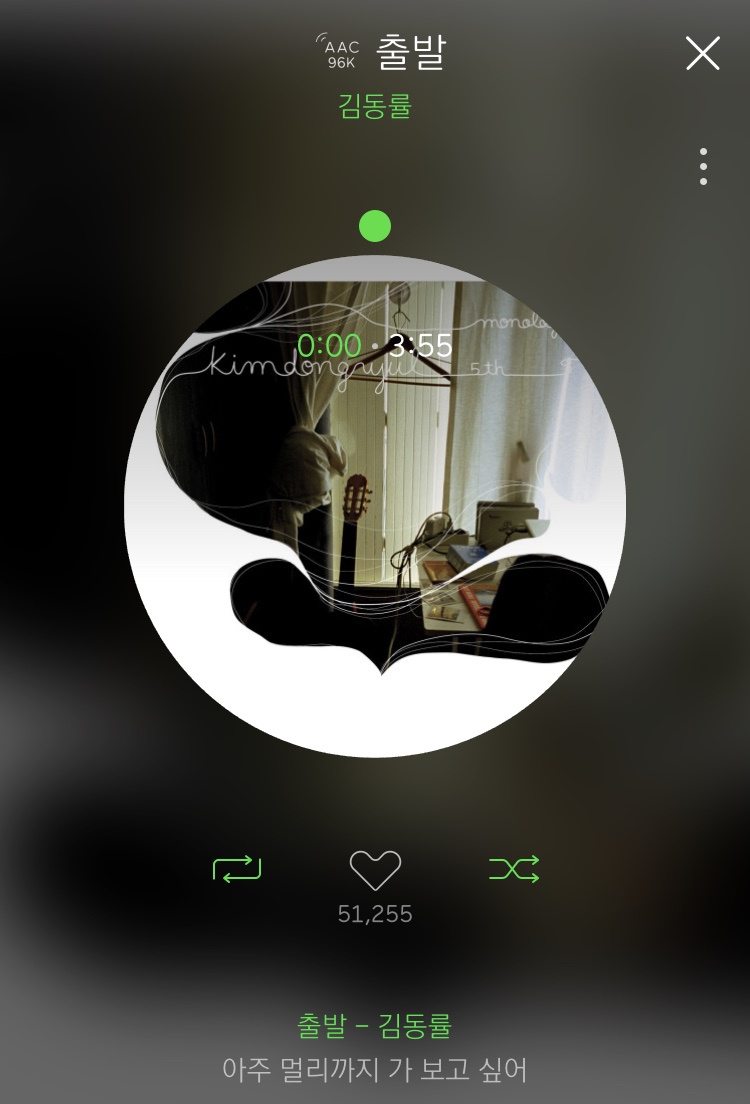 AAC
96K 출발
김동률
monolog
0:00 · 3:55
kimdongryul 5th
51,255
출발 – 김동률
아주 멀리까지 가 보고 싶어